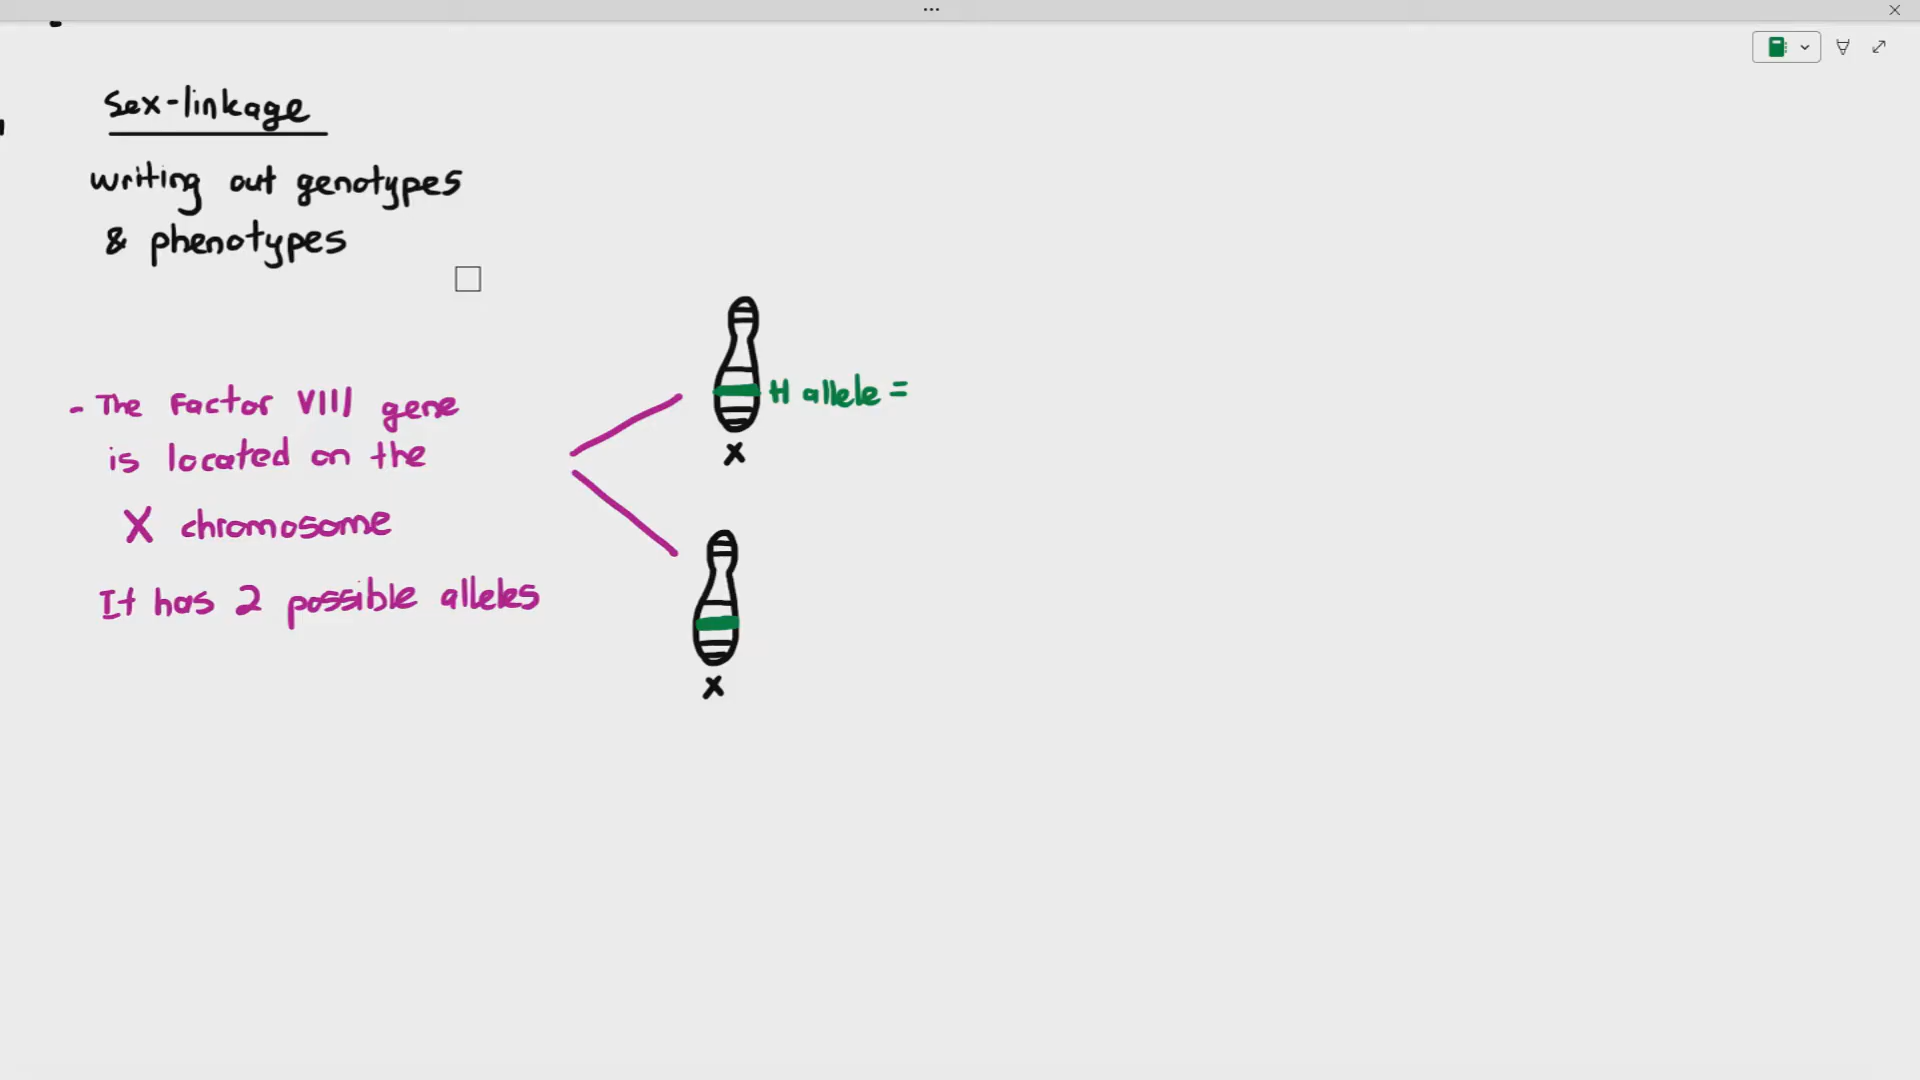 Sex-linkage
writing out genotypes
& phenotypes
- The Factor VIII gene
is located on the
X chromosome
It has 2 possible alleles
H allele =
X
X